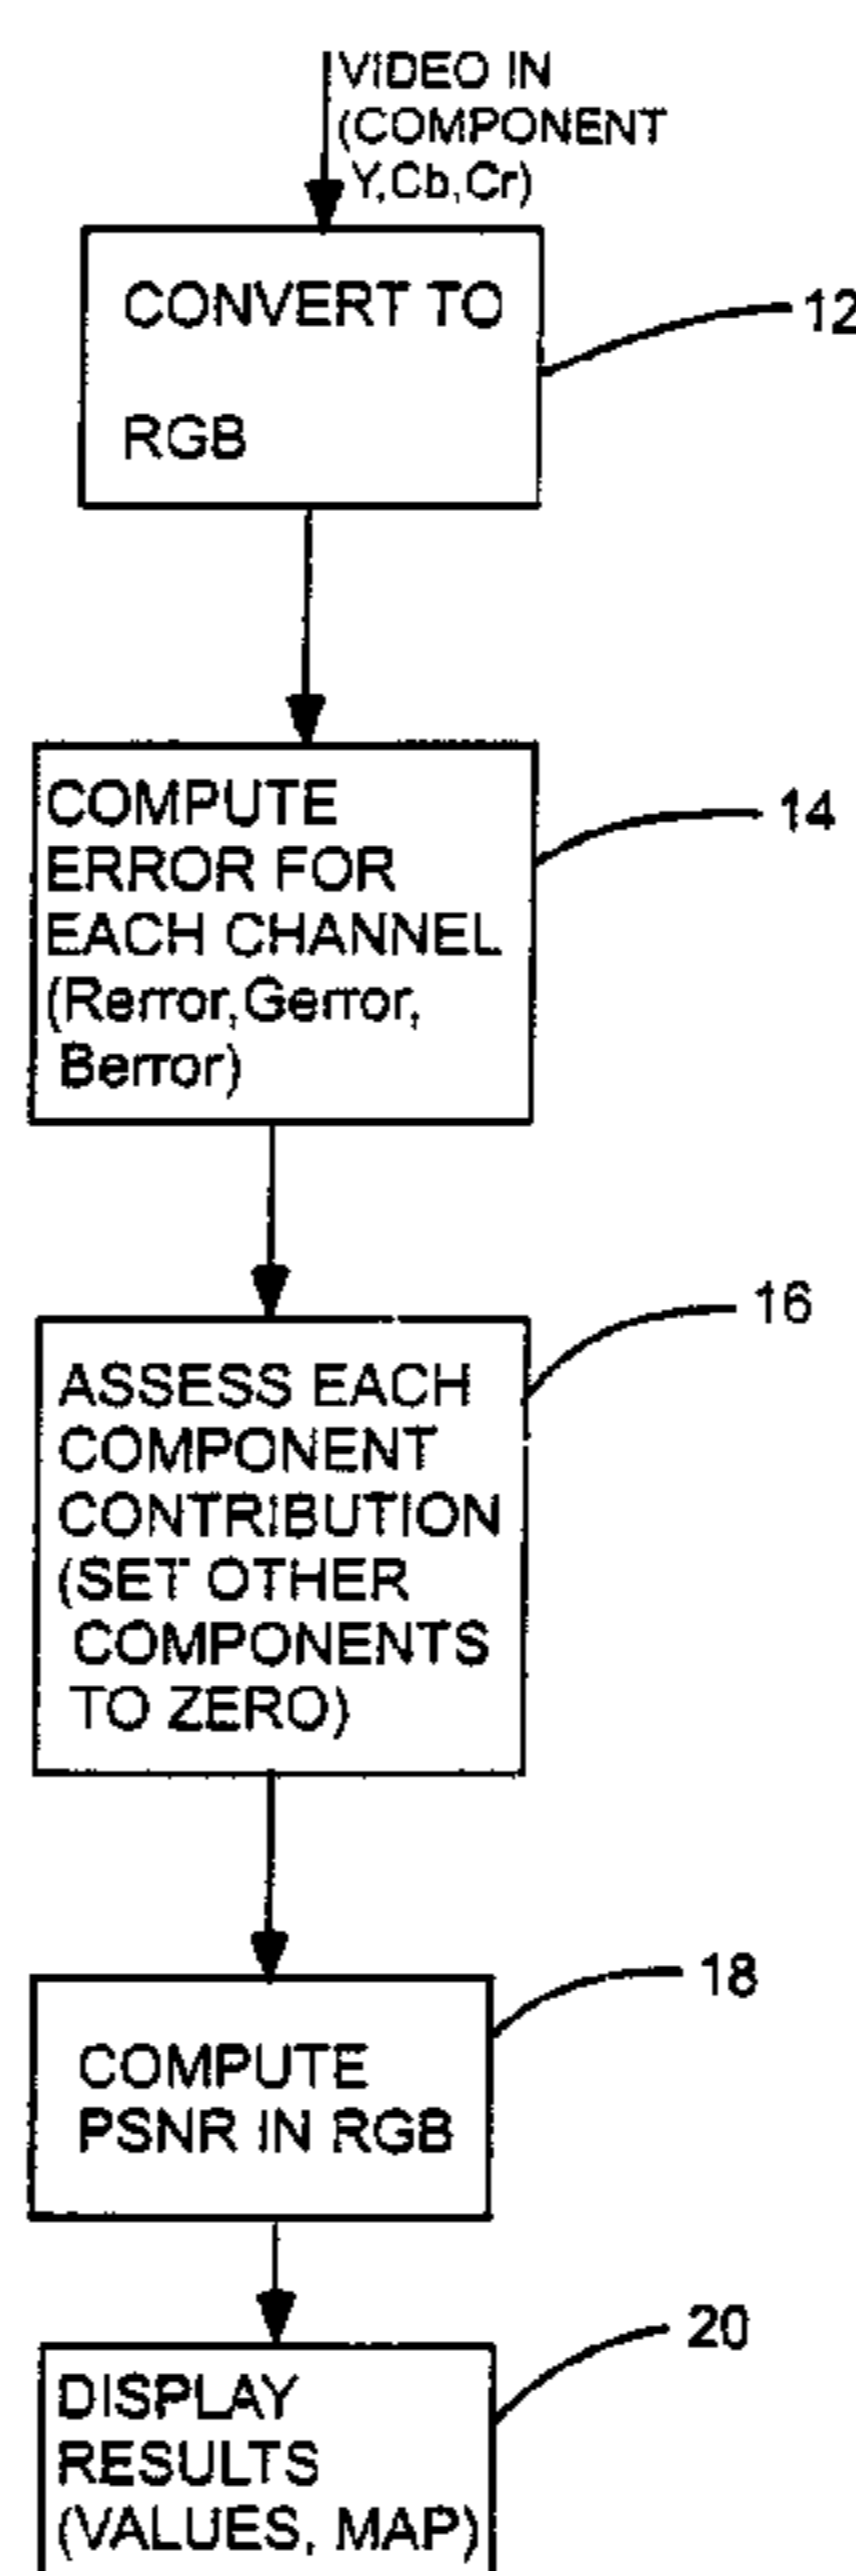 VIDEO IN
(COMPONENT
Y,Cb,Cr)
CONVERT TO
RGB
12
COMPUTE
ERROR FOR
EACH CHANNEL
(Rerror,Gerror,
Berror)
14
ASSESS EACH
COMPONENT
CONTRIBUTION
(SET OTHER
COMPONENTS
TO ZERO)
16
COMPUTE
PSNR IN RGB
18
DISPLAY
RESULTS
(VALUES, MAP)
20